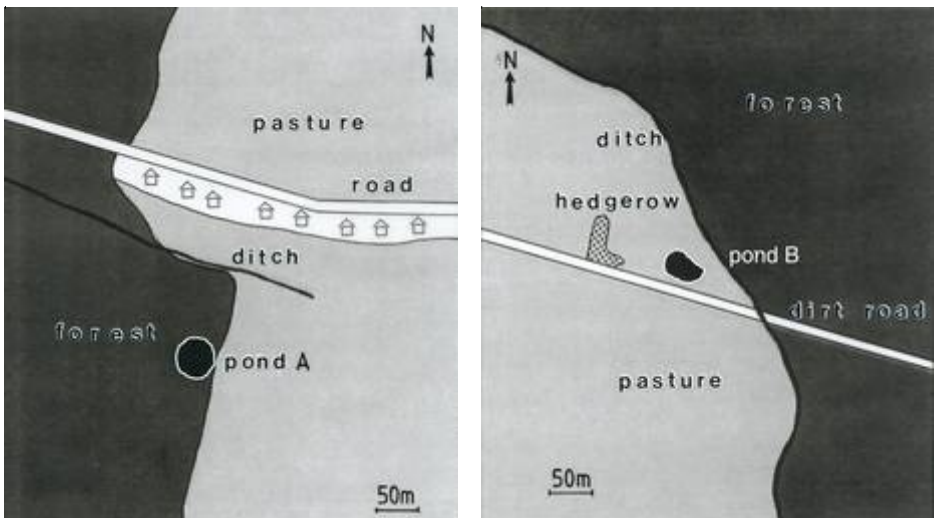 N
pasture
road
ditch
forest
pond A
50m
N
forest
ditch
hedgerow
pond B
dirt road
pasture
50m